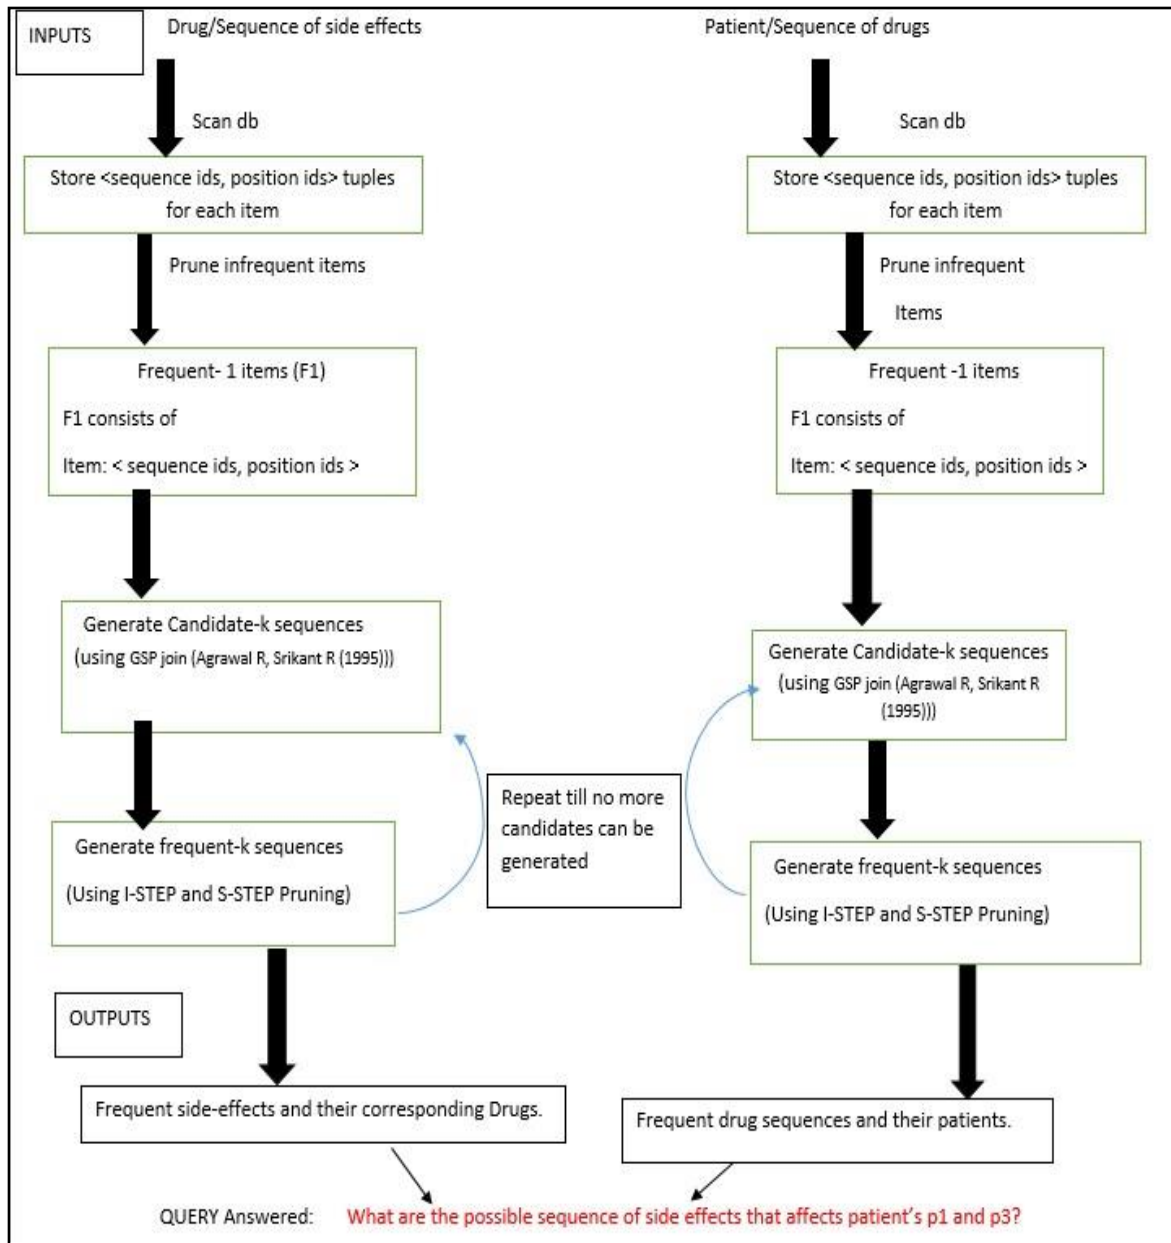 INPUTS
Drug/Sequence of side effects
Scan db
Store <sequence ids, position ids> tuples
for each item
Prune infrequent items
Frequent- 1 items (F1)
F1 consists of
Item: < sequence ids, position ids >
Generate Candidate-k sequences
(using GSP join (Agrawal R, Srikant R (1995)))
Generate frequent-k sequences
(Using I-STEP and S-STEP Pruning)
Patient/Sequence of drugs
Scan db
Store <sequence ids, position ids> tuples
for each item
Prune infrequent
Items
Frequent -1 items
F1 consists of
Item: < sequence ids, position ids >
Generate Candidate-k sequences
(using GSP join (Agrawal R, Srikant R
(1995)))
Generate frequent-k sequences
(Using I-STEP and S-STEP Pruning)
Repeat till no more
candidates can be
generated
OUTPUTS
Frequent side-effects and their corresponding Drugs.
Frequent drug sequences and their patients.
QUERY Answered: What are the possible sequence of side effects that affects patient's p1 and p3?